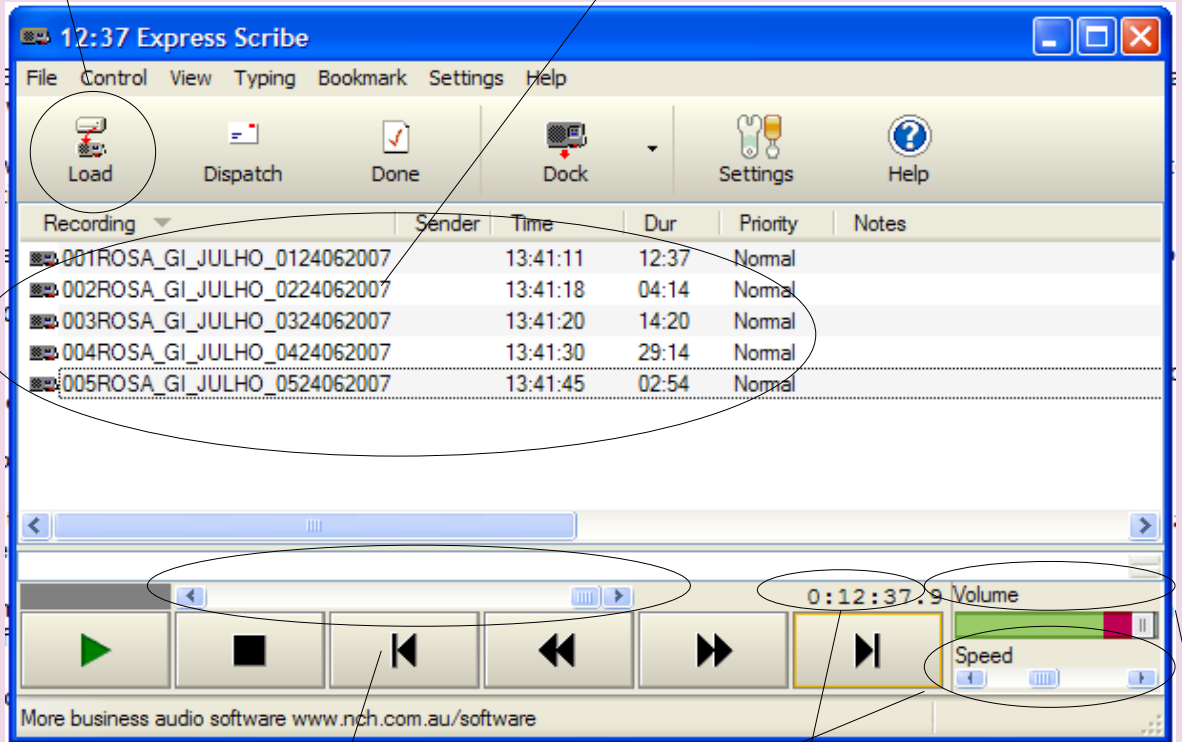 12:37 Express Scribe
File Control View Typing Bookmark Settings Help
Load Dispatch Done Dock Settings Help
Recording Sender Time Dur Priority Notes
001ROSA_GI_JULHO_0124062007 13:41:11 12:37 Normal
002ROSA_GI_JULHO_0224062007 13:41:18 04:14 Normal
003ROSA_GI_JULHO_0324062007 13:41:20 14:20 Normal
004ROSA_GI_JULHO_0424062007 13:41:30 29:14 Normal
005ROSA_GI_JULHO_0524062007 13:41:45 02:54 Normal
0:12:37.9 Volume
Speed
More business audio software www.nch.com.au/software